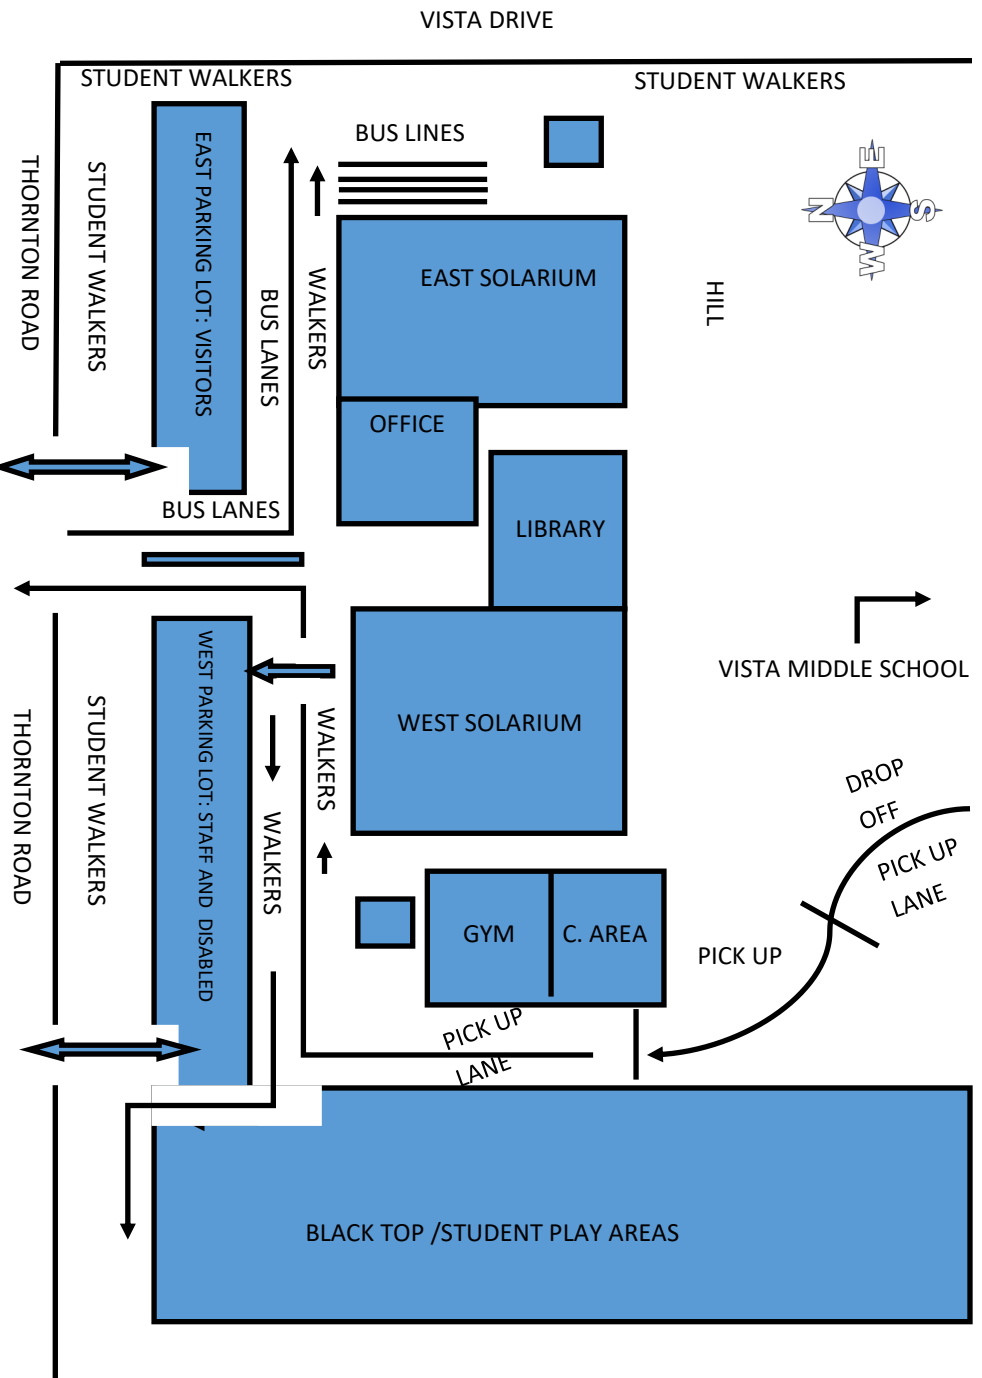 VISTA DRIVE
STUDENT WALKERS
STUDENT WALKERS
BUS LINES
THORNTON ROAD
STUDENT WALKERS
EAST PARKING LOT: VISITORS
BUS LANES
WALKERS
EAST SOLARIUM
HILL
E
N
S
W
OFFICE
BUS LANES
LIBRARY
VISTA MIDDLE SCHOOL
THORNTON ROAD
STUDENT WALKERS
WEST PARKING LOT: STAFF AND DISABLED
WALKERS
WALKERS
WEST SOLARIUM
DROP
OFF
PICK UP
LANE
GYM
C. AREA
PICK UP
PICK UP
LANE
BLACK TOP /STUDENT PLAY AREAS